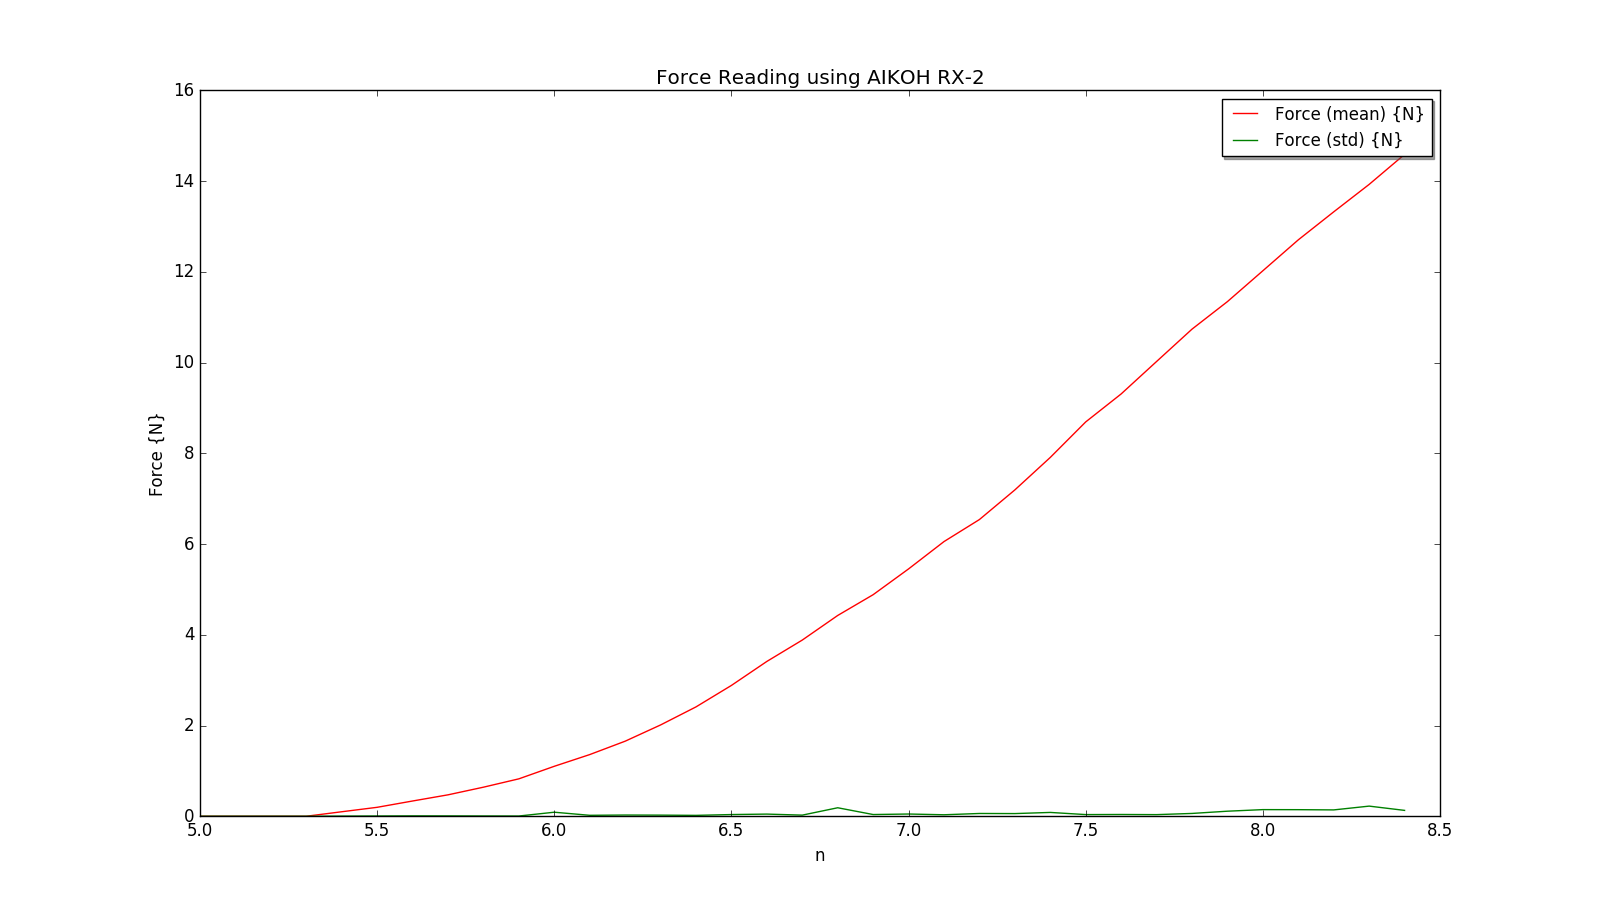 Force Reading using AIKOH RX-2
Force (mean) {N}
Force (std) {N}
16
14
12
10
8
6
4
2
0
Force {N}
5.0 5.5 6.0 6.5 7.0 7.5 8.0 8.5
n